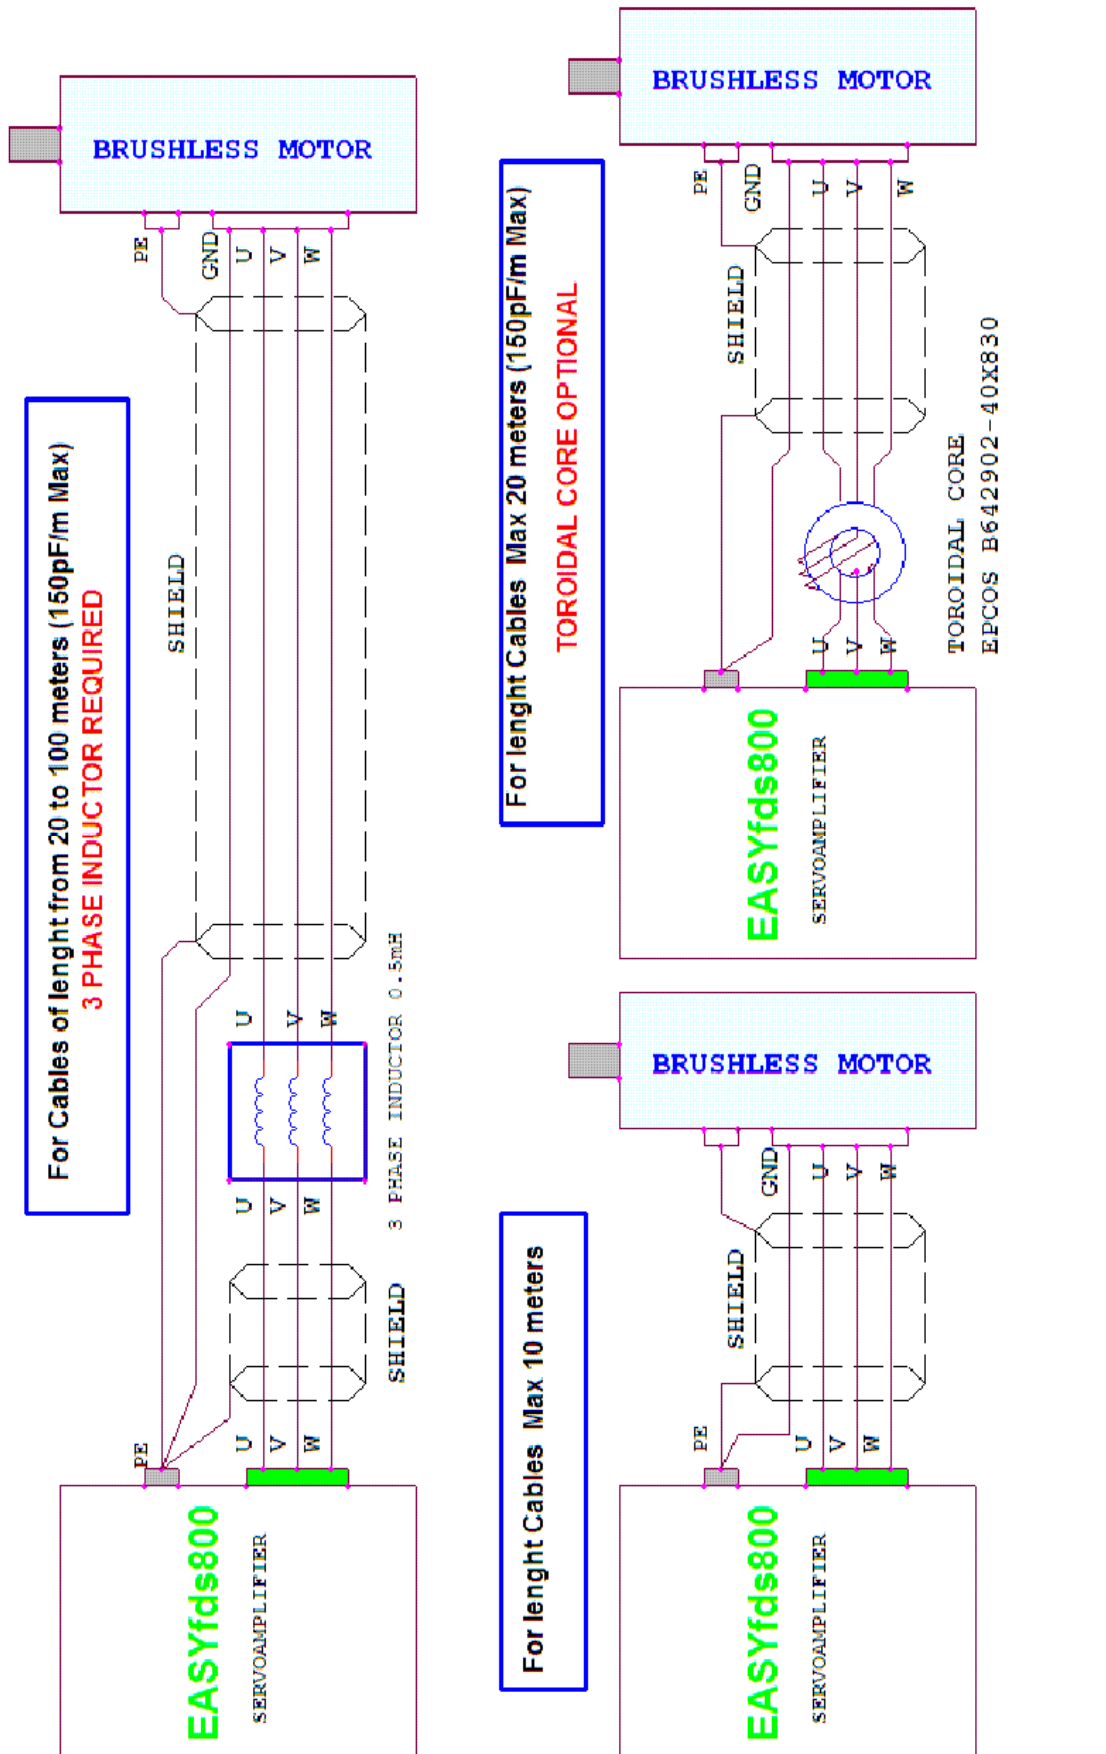 BRUSHLESS MOTOR
PE
GND
U
V
W
For Cables of lenght from 20 to 100 meters (150pF/m Max)
3 PHASE INDUCTOR REQUIRED
SHIELD
U
V
W
3 PHASE INDUCTOR 0.5mH
U
V
W
SHIELD
PE
U
V
W
EASYfds800
SERVOAMPLIFIER
BRUSHLESS MOTOR
PE
GND
U
V
W
For lenght Cables Max 20 meters (150pF/m Max)
TOROIDAL CORE OPTIONAL
SHIELD
TOROIDAL CORE
EPCOS B642902-40X830
U
V
W
EASYfds800
SERVOAMPLIFIER
BRUSHLESS MOTOR
GND
U
V
W
For lenght Cables Max 10 meters
SHIELD
PE
U
V
W
EASYfds800
SERVOAMPLIFIER